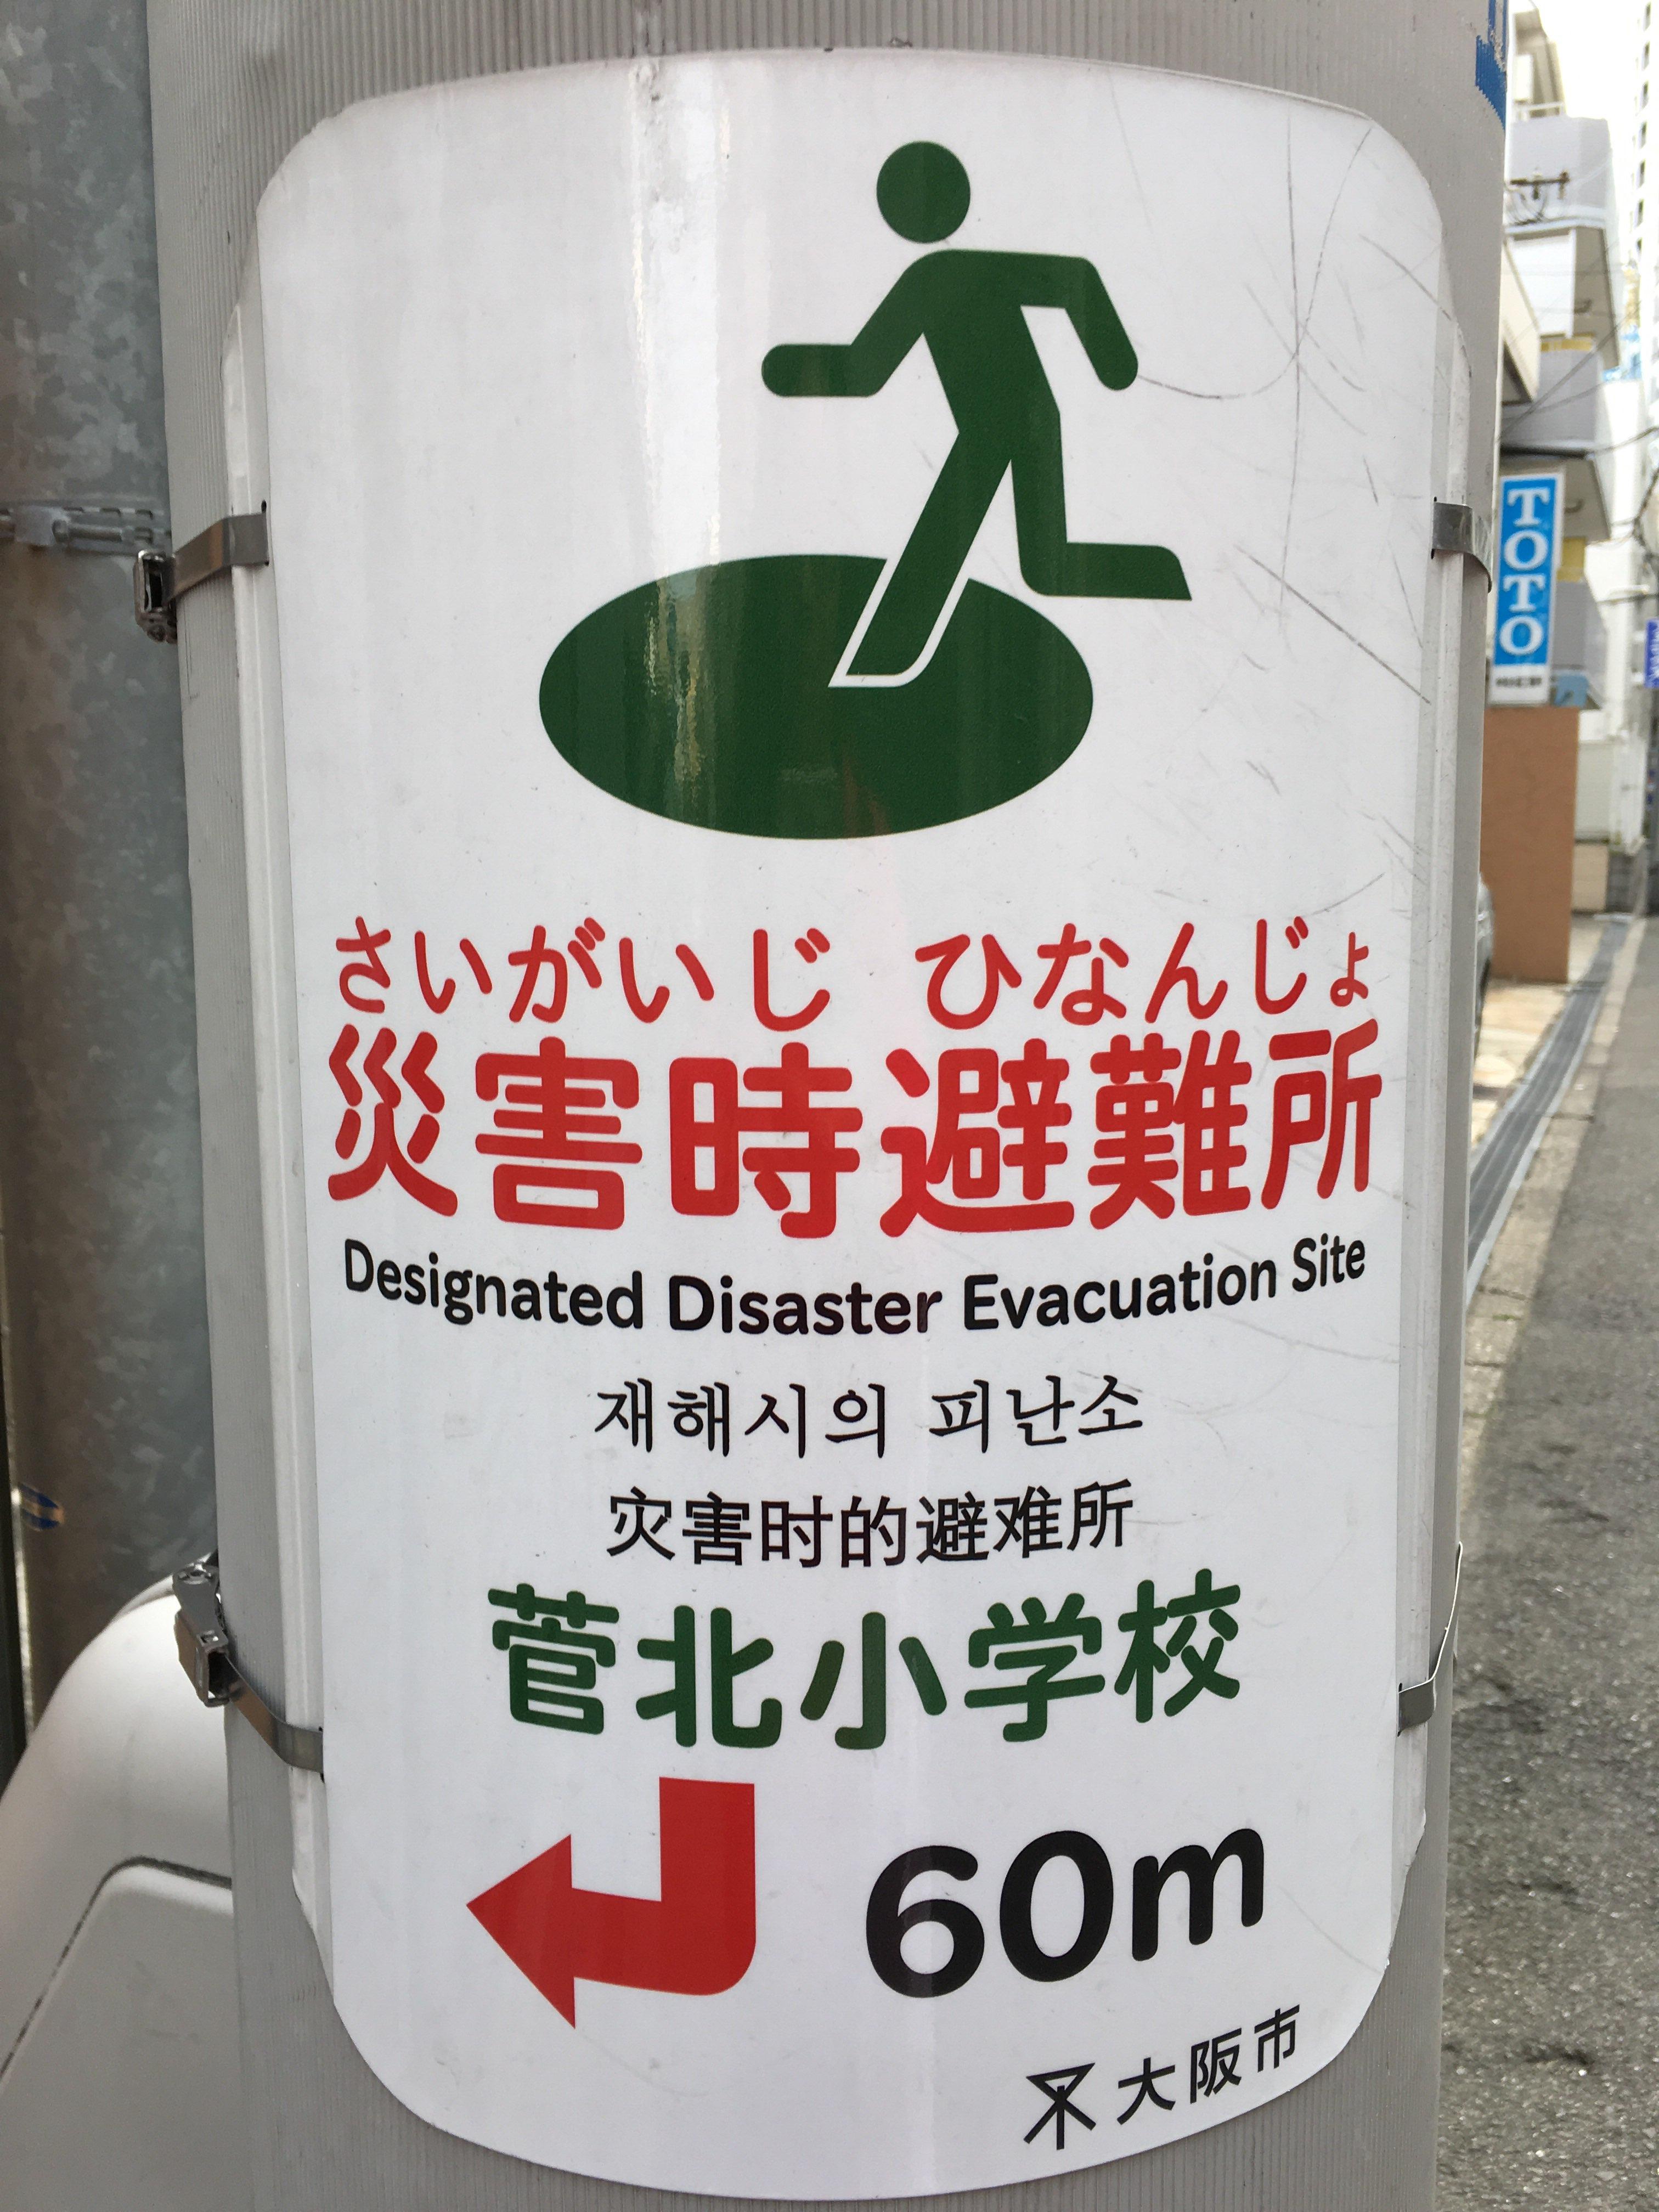 さいがいじ ひなんじょ
災害時避難所
Designated Disaster Evacuation Site
재해시의 피난소
灾害时的避难所
菅北小学校
60m
大阪市
TOTO